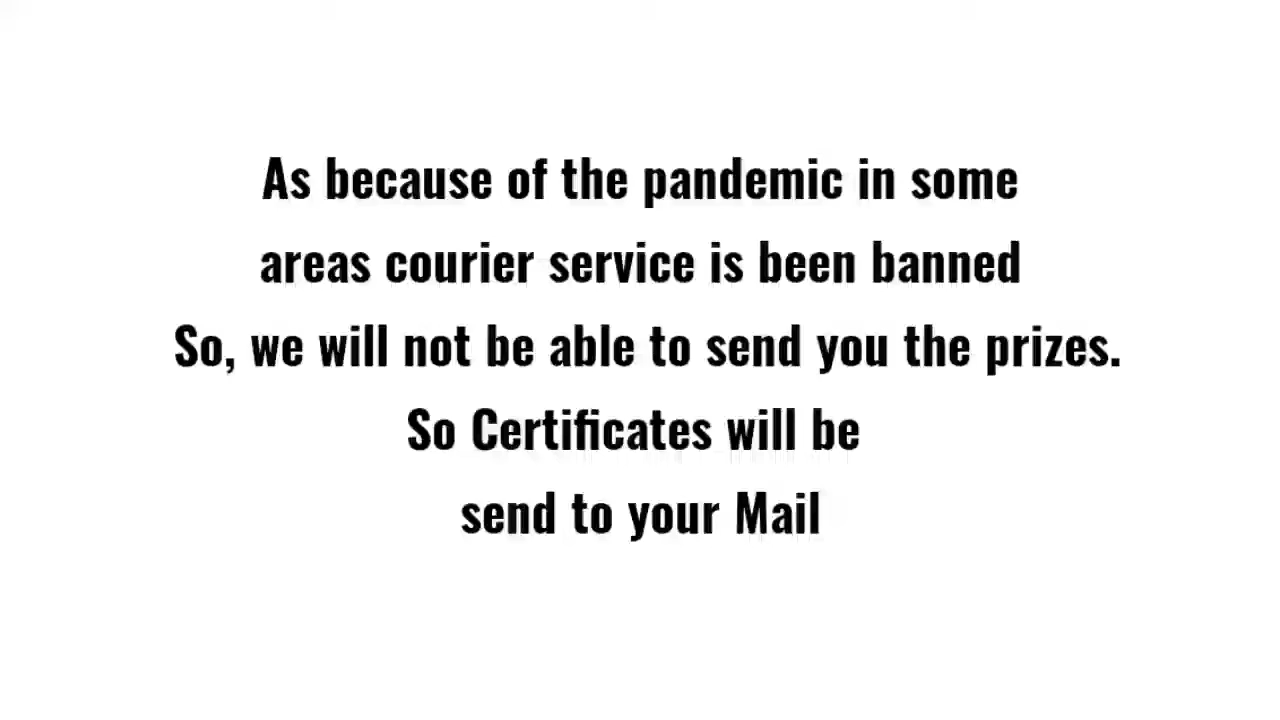 As because of the pandemic in some
areas courier service is been banned
So, we will not be able to send you the prizes.
So Certificates will be
send to your Mail